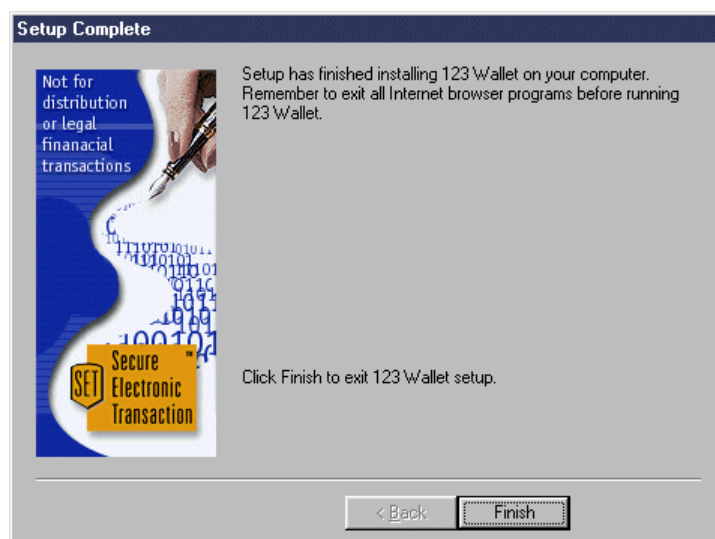 Setup Complete
Not for
distribution
or legal
finanacial
transactions
Setup has finished installing 123 Wallet on your computer.
Remember to exit all Internet browser programs before running
123 Wallet.
SET
Secure ™
Electronic
Transaction
Click Finish to exit 123 Wallet setup.
< Back
Finish